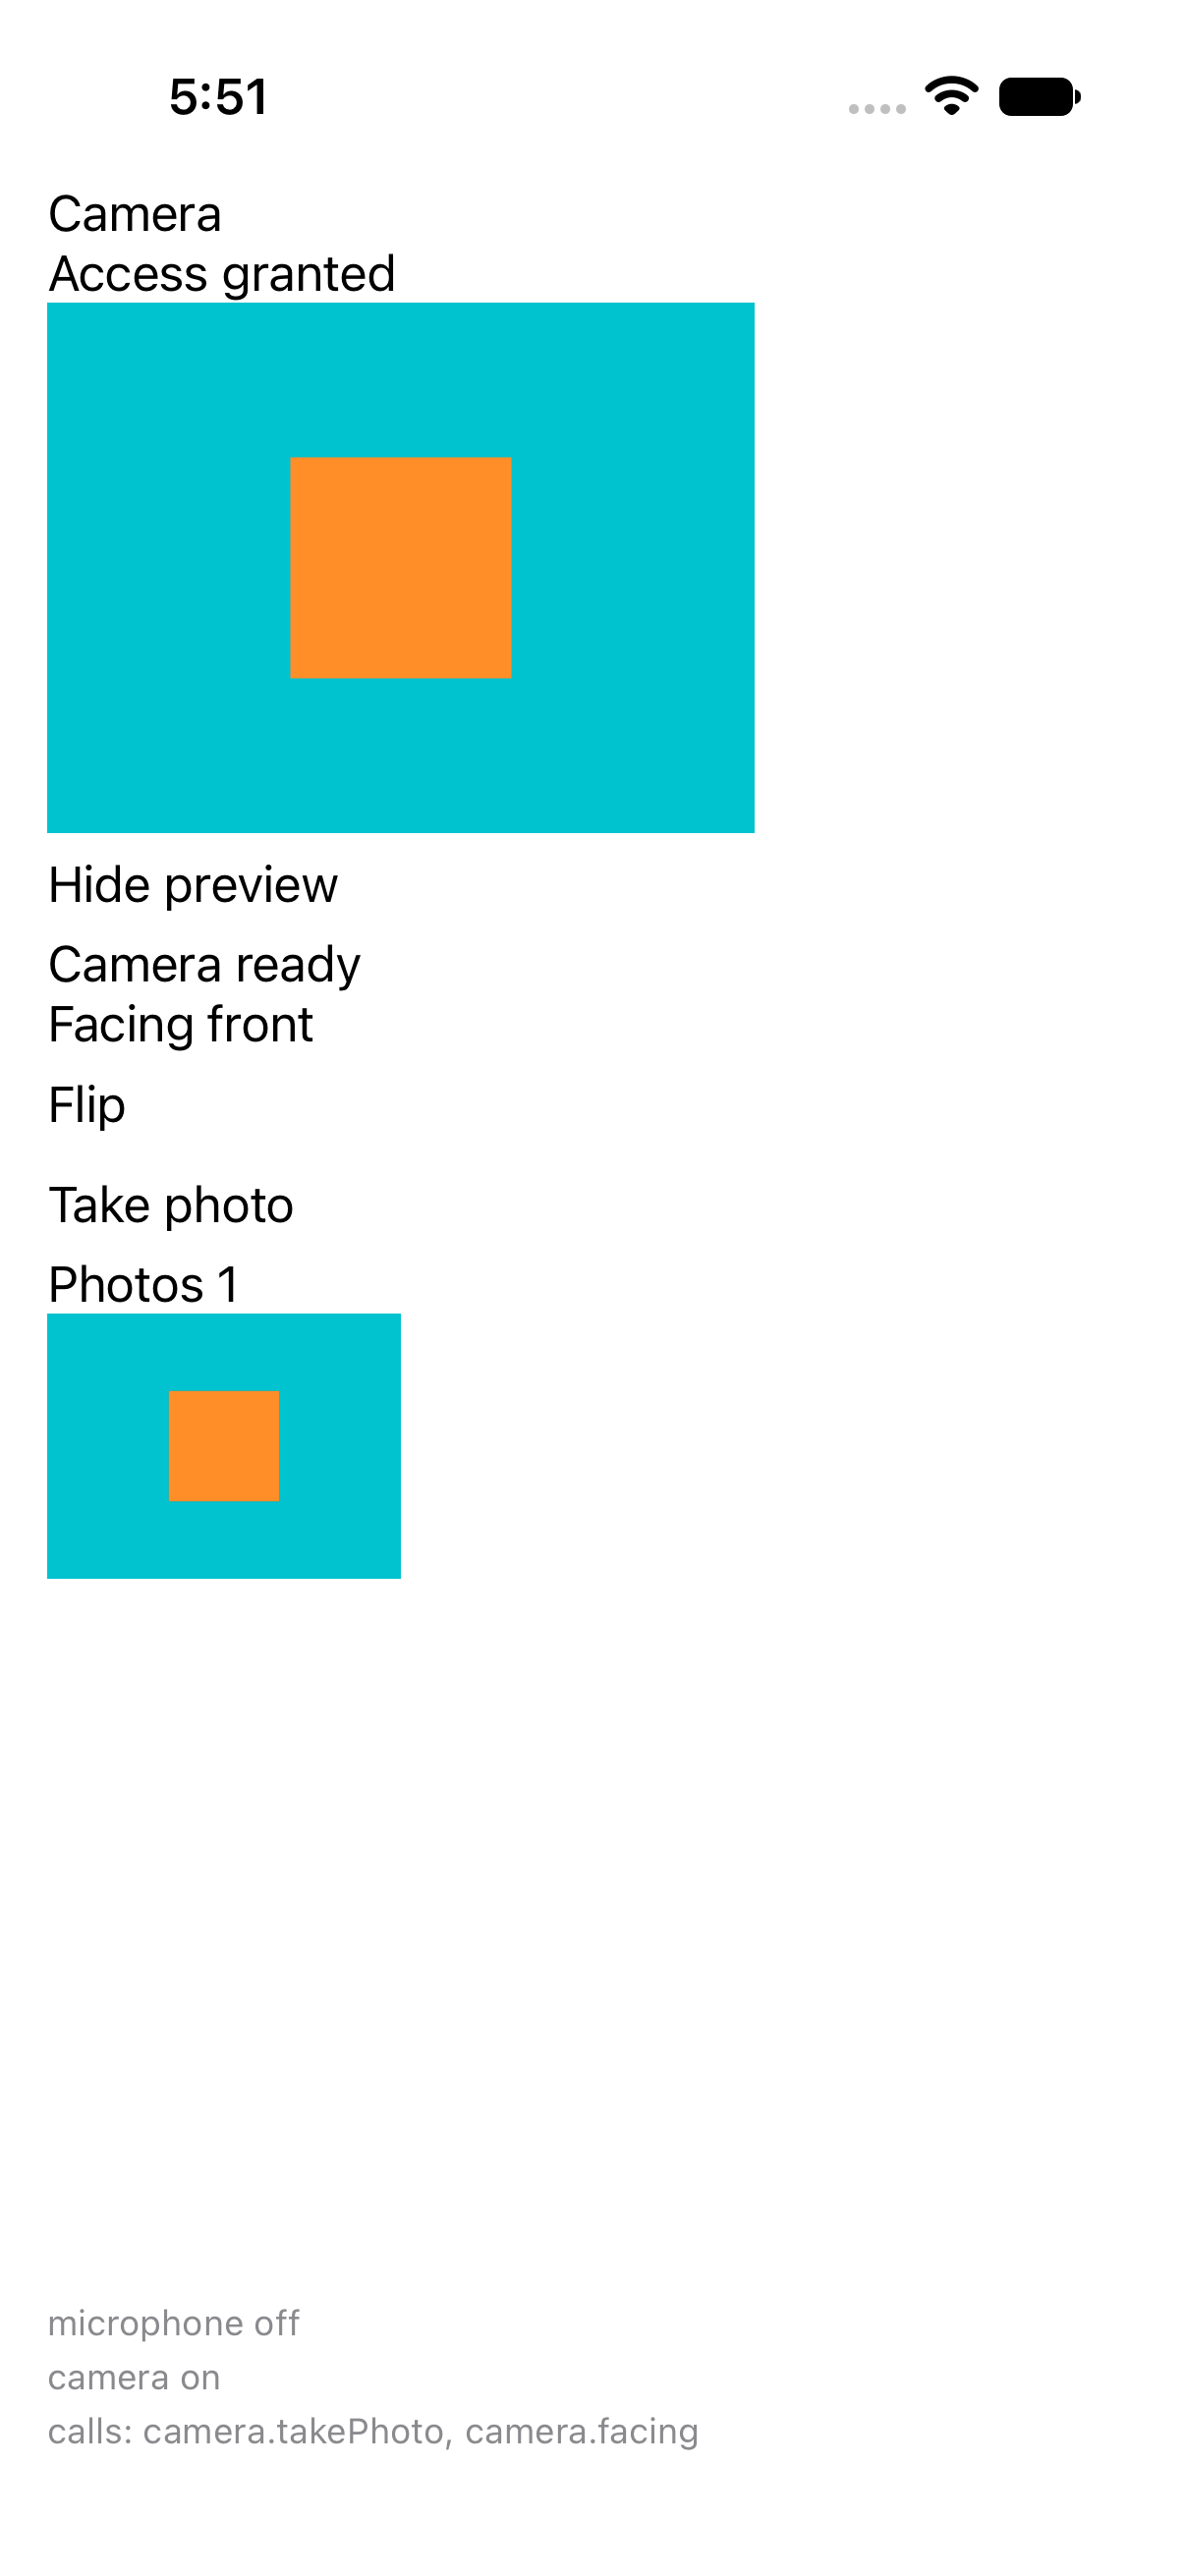 5:51
Camera
Access granted
Hide preview
Camera ready
Facing front
Flip
Take photo
Photos 1
microphone off
camera on
calls: camera.takePhoto, camera.facing